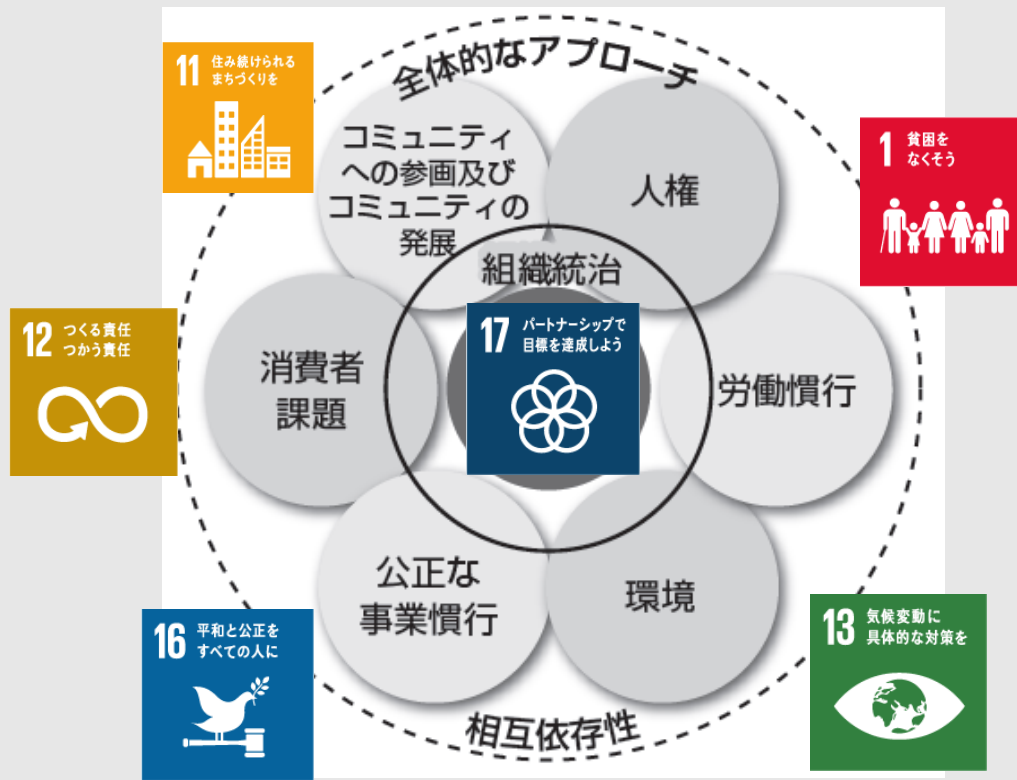 全体的なアプローチ
11 住み続けられる
まちづくりを
コミュニティ
への参画及び
コミュニティの
発展
人権
1 貧困を
なくそう
組織統治
12 つくる責任
つかう責任
消費者
課題
17 パートナーシップで
目標を達成しよう
労働慣行
公正な
事業慣行
環境
16 平和と公正を
すべての人に
13 気候変動に
具体的な対策を
相互依存性